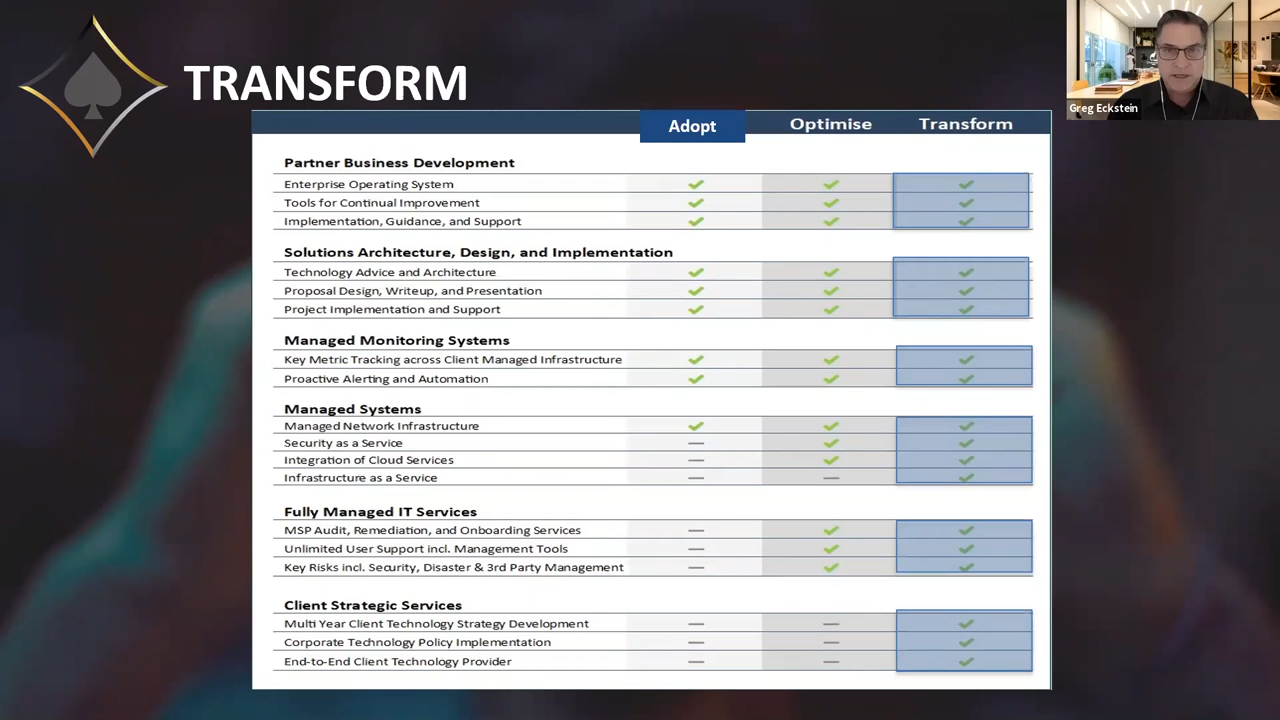 TRANSFORM
Greg Eckstein
Adopt Optimise Transform
Partner Business Development
Enterprise Operating System
Tools for Continual Improvement
Implementation, Guidance, and Support
Solutions Architecture, Design, and Implementation
Technology Advice and Architecture
Proposal Design, Writeup, and Presentation
Project Implementation and Support
Managed Monitoring Systems
Key Metric Tracking across Client Managed Infrastructure
Proactive Alerting and Automation
Managed Systems
Managed Network Infrastructure
Security as a Service
Integration of Cloud Services
Infrastructure as a Service
Fully Managed IT Services
MSP Audit, Remediation, and Onboarding Services
Unlimited User Support incl. Management Tools
Key Risks incl. Security, Disaster & 3rd Party Management
Client Strategic Services
Multi Year Client Technology Strategy Development
Corporate Technology Policy Implementation
End-to-End Client Technology Provider